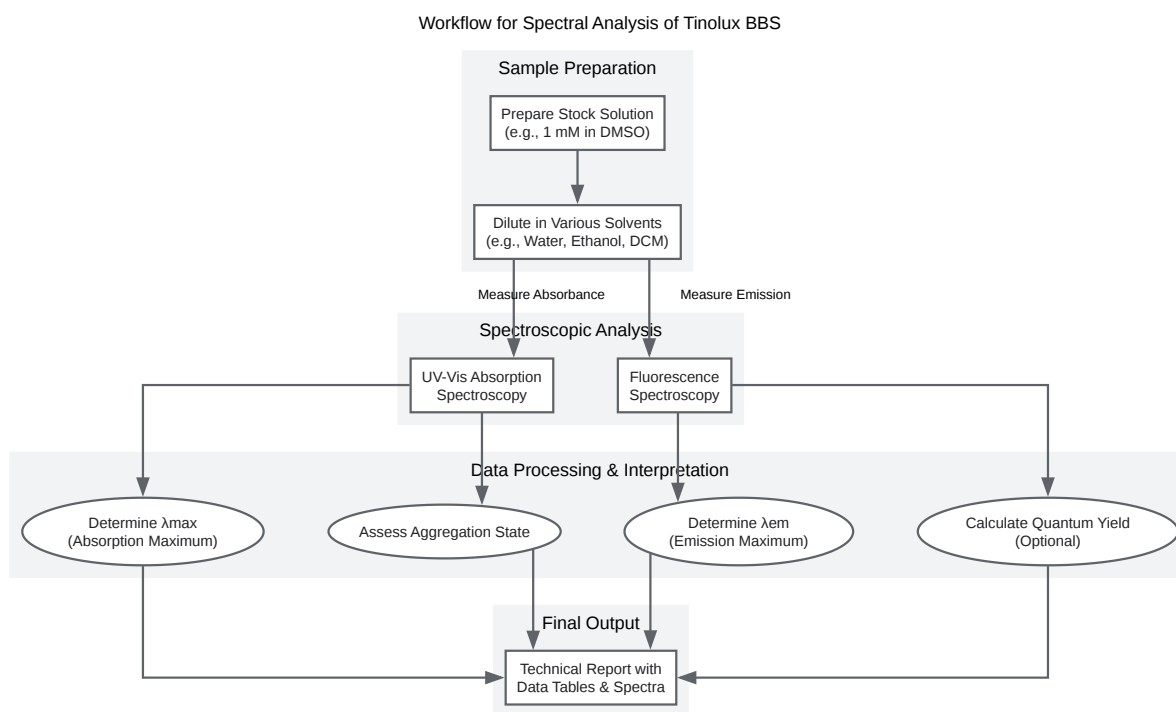 Workflow for Spectral Analysis of Tinolux BBS
Sample Preparation
Prepare Stock Solution
(e.g., 1 mM in DMSO)
Dilute in Various Solvents
(e.g., Water, Ethanol, DCM)
Measure Absorbance
Measure Emission
Spectroscopic Analysis
UV-Vis Absorption
Spectroscopy
Fluorescence
Spectroscopy
Data Processing & Interpretation
Determine λmax
(Absorption Maximum)
Assess Aggregation State
Determine λem
(Emission Maximum)
Calculate Quantum Yield
(Optional)
Final Output
Technical Report with
Data Tables & Spectra